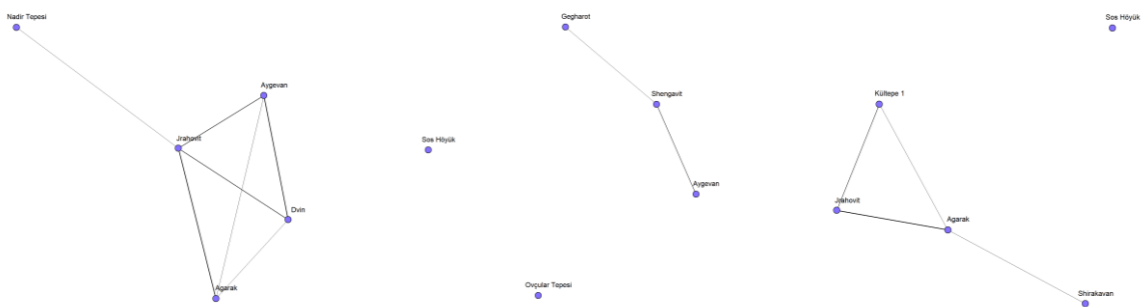 Nadir Tepesi
Aygevan
Jrahovit
Sos Höyük
Dvin
Agarak
Ovçular Tepesi
Gegharot
Shengavit
Aygevan
Sos Höyük
Kültepe 1
Jrahovit
Agarak
Shirakavan